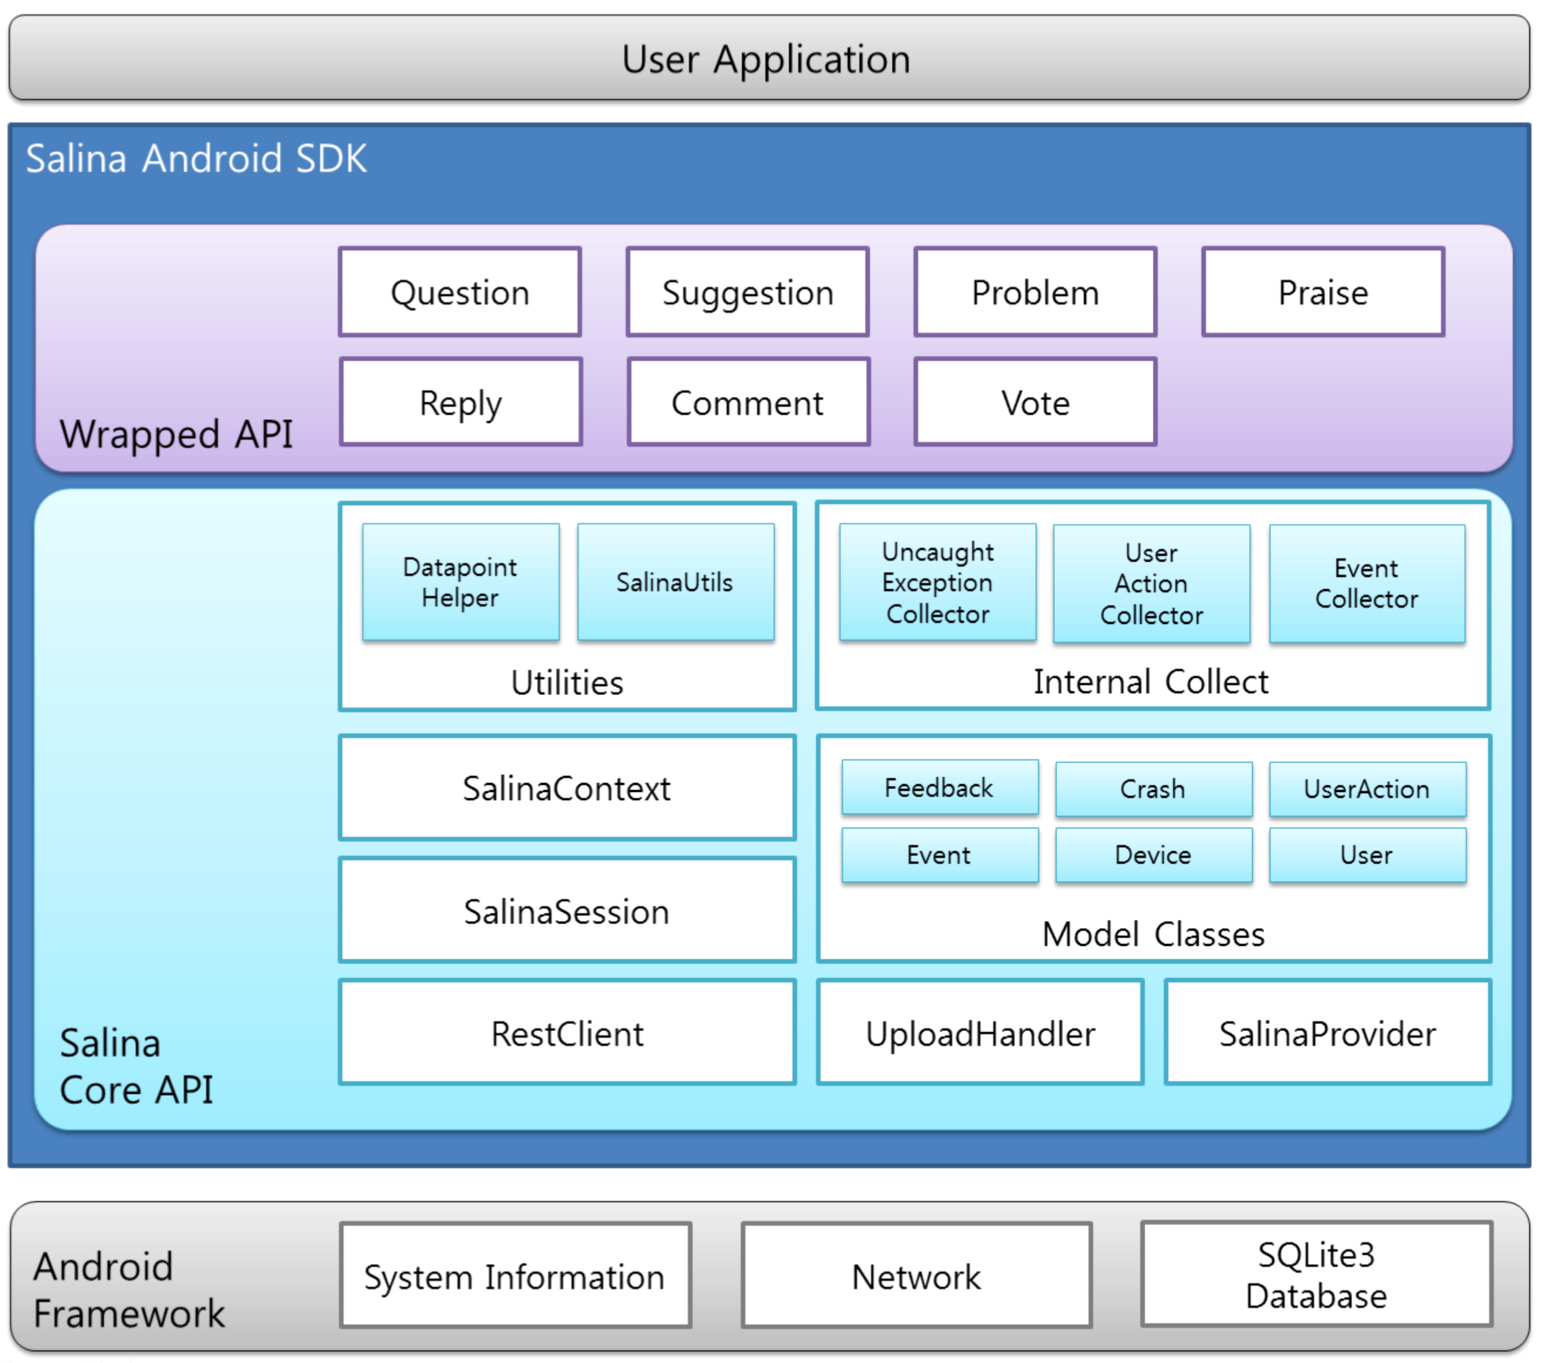 User Application
Salina Android SDK
Question
Suggestion
Problem
Praise
Reply
Comment
Vote
Wrapped API
Datapoint
Helper
SalinaUtils
Utilities
Uncaught
Exception
Collector
User
Action
Collector
Event
Collector
Internal Collect
SalinaContext
SalinaSession
Feedback
Crash
UserAction
Event
Device
User
Model Classes
RestClient
UploadHandler
SalinaProvider
Salina
Core API
Android
Framework
System Information
Network
SQLite3
Database